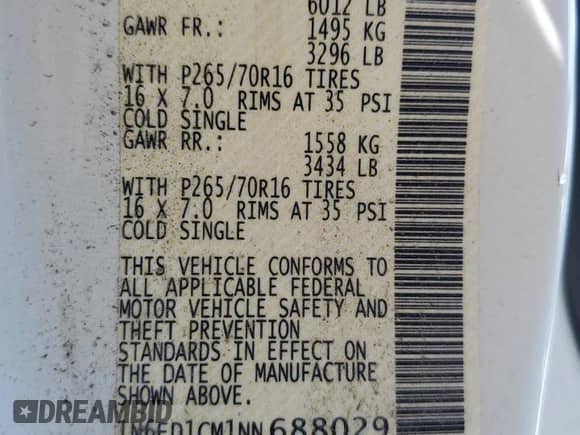 6012 LB
GAWR FR.: 1495 KG
3296 LB
WITH P265/70R16 TIRES
16 X 7.0 RIMS AT 35 PSI
COLD SINGLE
GAWR RR.: 1558 KG
3434 LB
WITH P265/70R16 TIRES
16 X 7.0 RIMS AT 35 PSI
COLD SINGLE
THIS VEHICLE CONFORMS TO
ALL APPLICABLE FEDERAL
MOTOR VEHICLE SAFETY AND
THEFT PREVENTION
STANDARDS IN EFFECT ON
THE DATE OF MANUFACTURE
SHOWN ABOVE.
1N6ED1CM1NN688029
DREAMBID